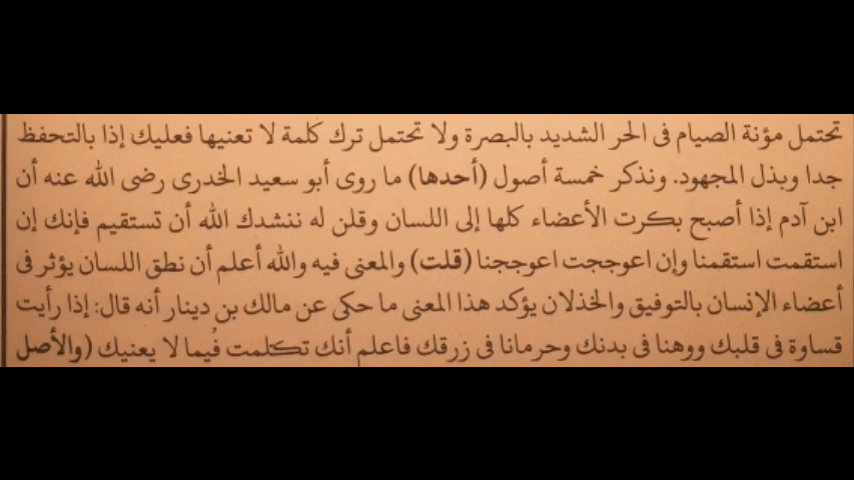 تحتمل مؤنة الصيام فى الحر الشديد بالبصرة ولا تحتمل ترك كلمة لا تعنيها فعليك إذا بالتحفظ
جدا وبذل المجهود. ونذكر خمسة أصول (أحدها) ما روى أبو سعيد الخدرى رضى الله عنه أن
ابن آدم إذا أصبح بكرت الأعضاء كلها إلى اللسان وقلن له ننشدك الله أن تستقيم فإنك إن
استقمت استقمنا وإن اعوججت اعوججنا (قلت) والمعنى فيه والله أعلم أن نطق اللسان يؤثر فى
أعضاء الإنسان بالتوفيق والخذلان يؤكد هذا المعنى ما حكى عن مالك بن دينار أنه قال: إذا رأيت
قساوة فى قلبك ووهنا فى بدنك وحرمانا فى زرقك فاعلم أنك تكلمت فُيما لا يعنيك (والأصل